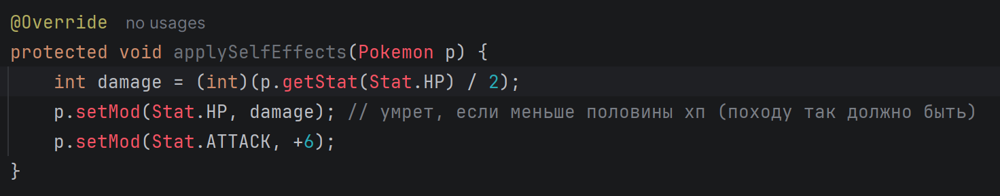 @Override no usages
protected void applySelfEffects(Pokemon p) {
int damage = (int)(p.getStat(Stat.HP) / 2);
p.setMod(Stat.HP, damage); // умрет, если меньше половины хп (походу так должно быть)
p.setMod(Stat.ATTACK, +6);
}